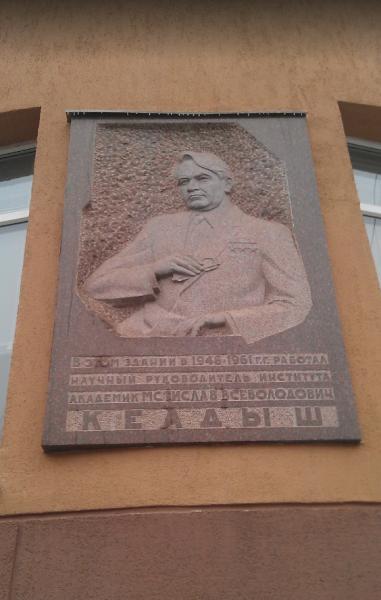 В ЭТОМ ЗДАНИИ В 1946-1961 Г.Г. РАБОТАЛ
НАУЧНЫЙ РУКОВОДИТЕЛЬ ИНСТИТУТА
АКАДЕМИК МСТИСЛАВ ВСЕВОЛОДОВИЧ
КЕЛДЫШ